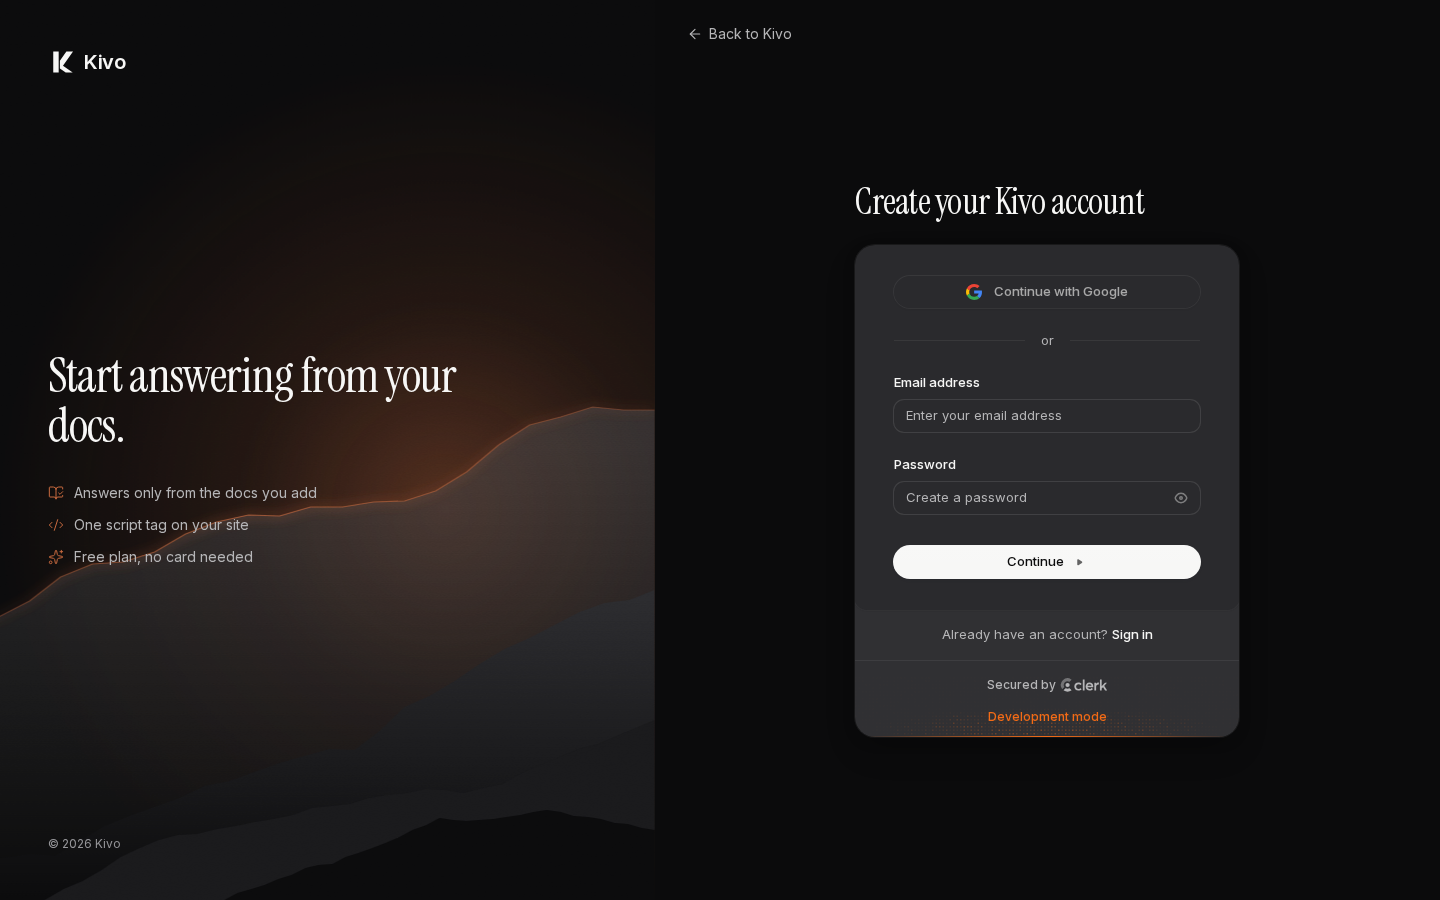 Kivo
Start answering from your
docs.
Answers only from the docs you add
One script tag on your site
Free plan, no card needed
© 2026 Kivo
Back to Kivo
Create your Kivo account
Continue with Google
or
Email address
Enter your email address
Password
Create a password
Continue
Already have an account? Sign in
Secured by clerk
Development mode